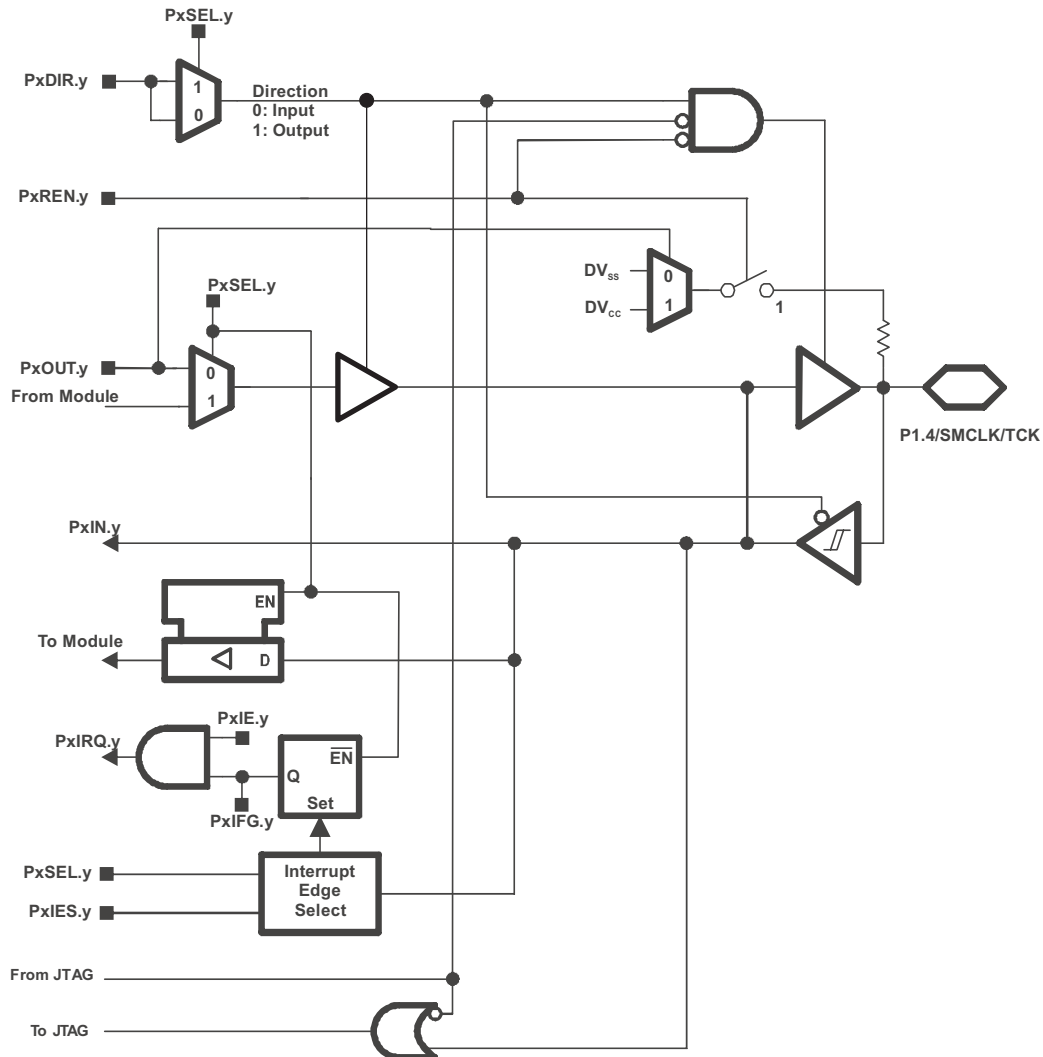 PxSEL.y
PxDIR.y
1
0
Direction
0: Input
1: Output
PxREN.y
DVSS
0
DVCC
1
1
PxSEL.y
PxOUT.y
0
From Module
1
P1.4/SMCLK/TCK
PxIN.y
EN
To Module
D
PxIE.y
PxIRQ.y
EN
Q
PxIFG.y
Set
PxSEL.y
Interrupt
Edge
Select
PxIES.y
From JTAG
To JTAG